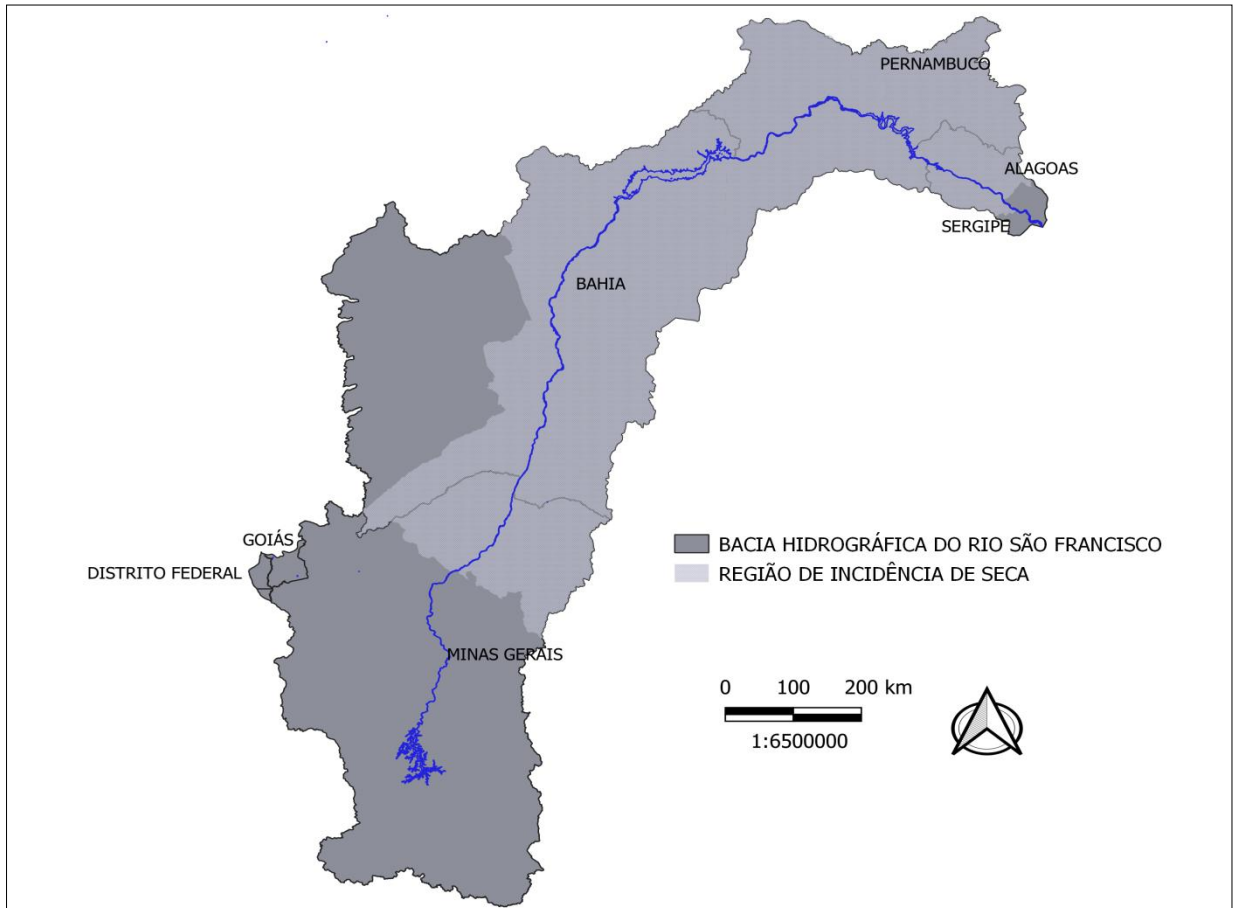 PERNAMBUCO
ALAGOAS
SERGIPE
BAHIA
GOIÁS
DISTRITO FEDERAL
BACIA HIDROGRÁFICA DO RIO SÃO FRANCISCO
REGIÃO DE INCIDÊNCIA DE SECA
MINAS GERAIS
0 100 200 km
1:6500000